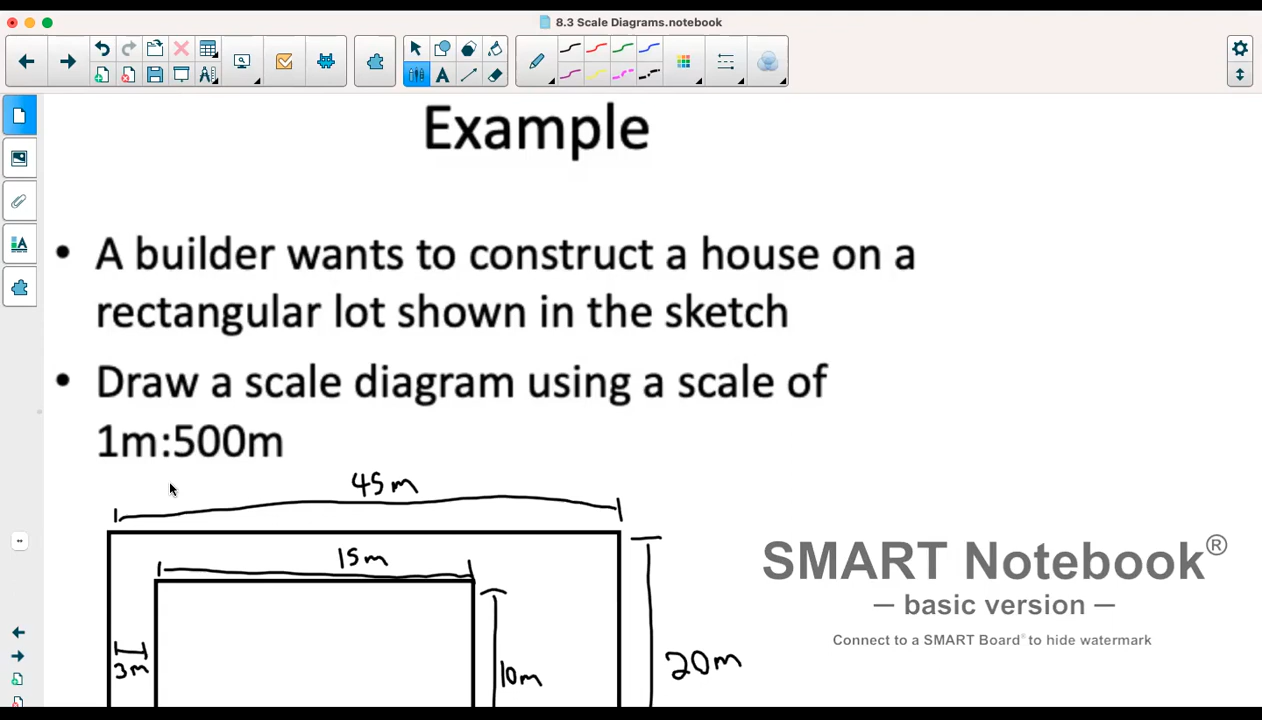 8.3 Scale Diagrams.notebook
Example
• A builder wants to construct a house on a
rectangular lot shown in the sketch
• Draw a scale diagram using a scale of
1m:500m
45m
15m
3m
10m
20m
SMART Notebook®
— basic version —
Connect to a SMART Board® to hide watermark